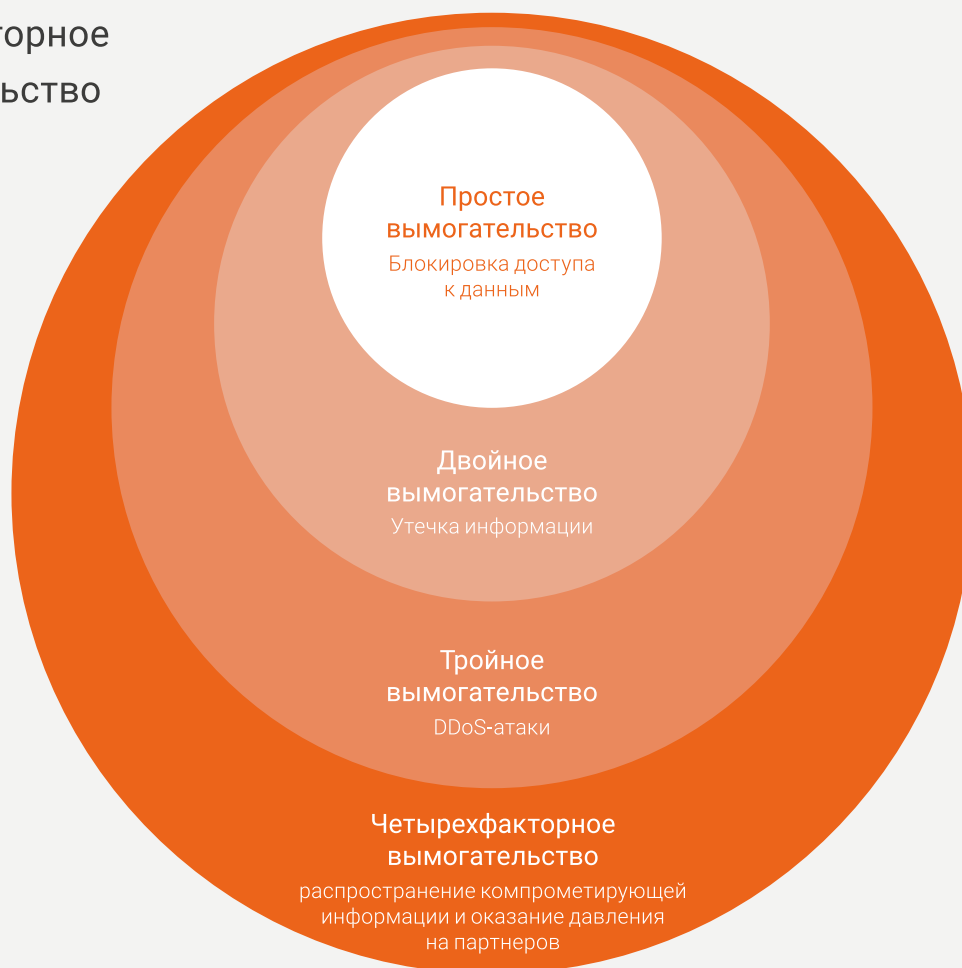 торное
льство
Простое
вымогательство
Блокировка доступа
к данным
Двойное
вымогательство
Утечка информации
Тройное
вымогательство
DDoS-атаки
Четырехфакторное
вымогательство
распространение компрометирующей
информации и оказание давления
на партнеров